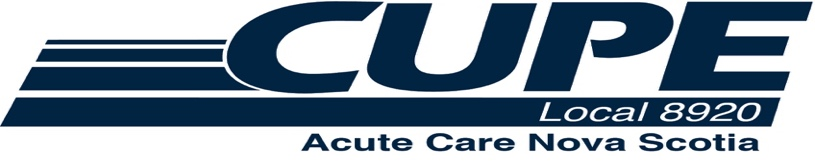 CUPE
Local 8920
Acute Care Nova Scotia